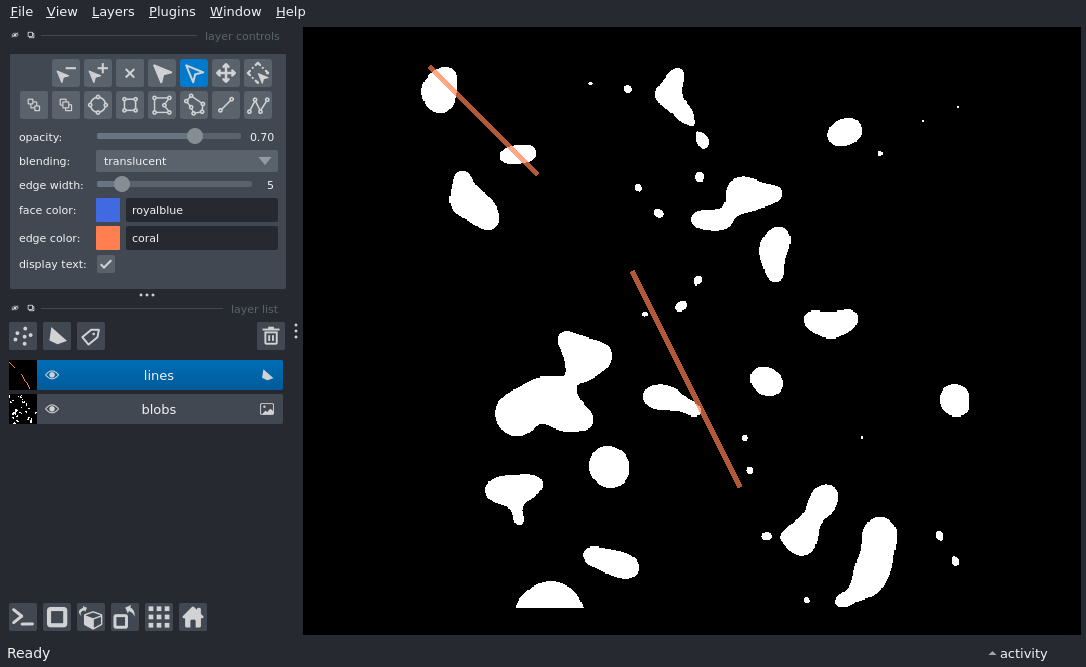 File View Layers Plugins Window Help
layer controls
opacity: 0.70
blending: translucent
edge width: 5
face color: royalblue
edge color: coral
display text:
layer list
lines
blobs
Ready activity